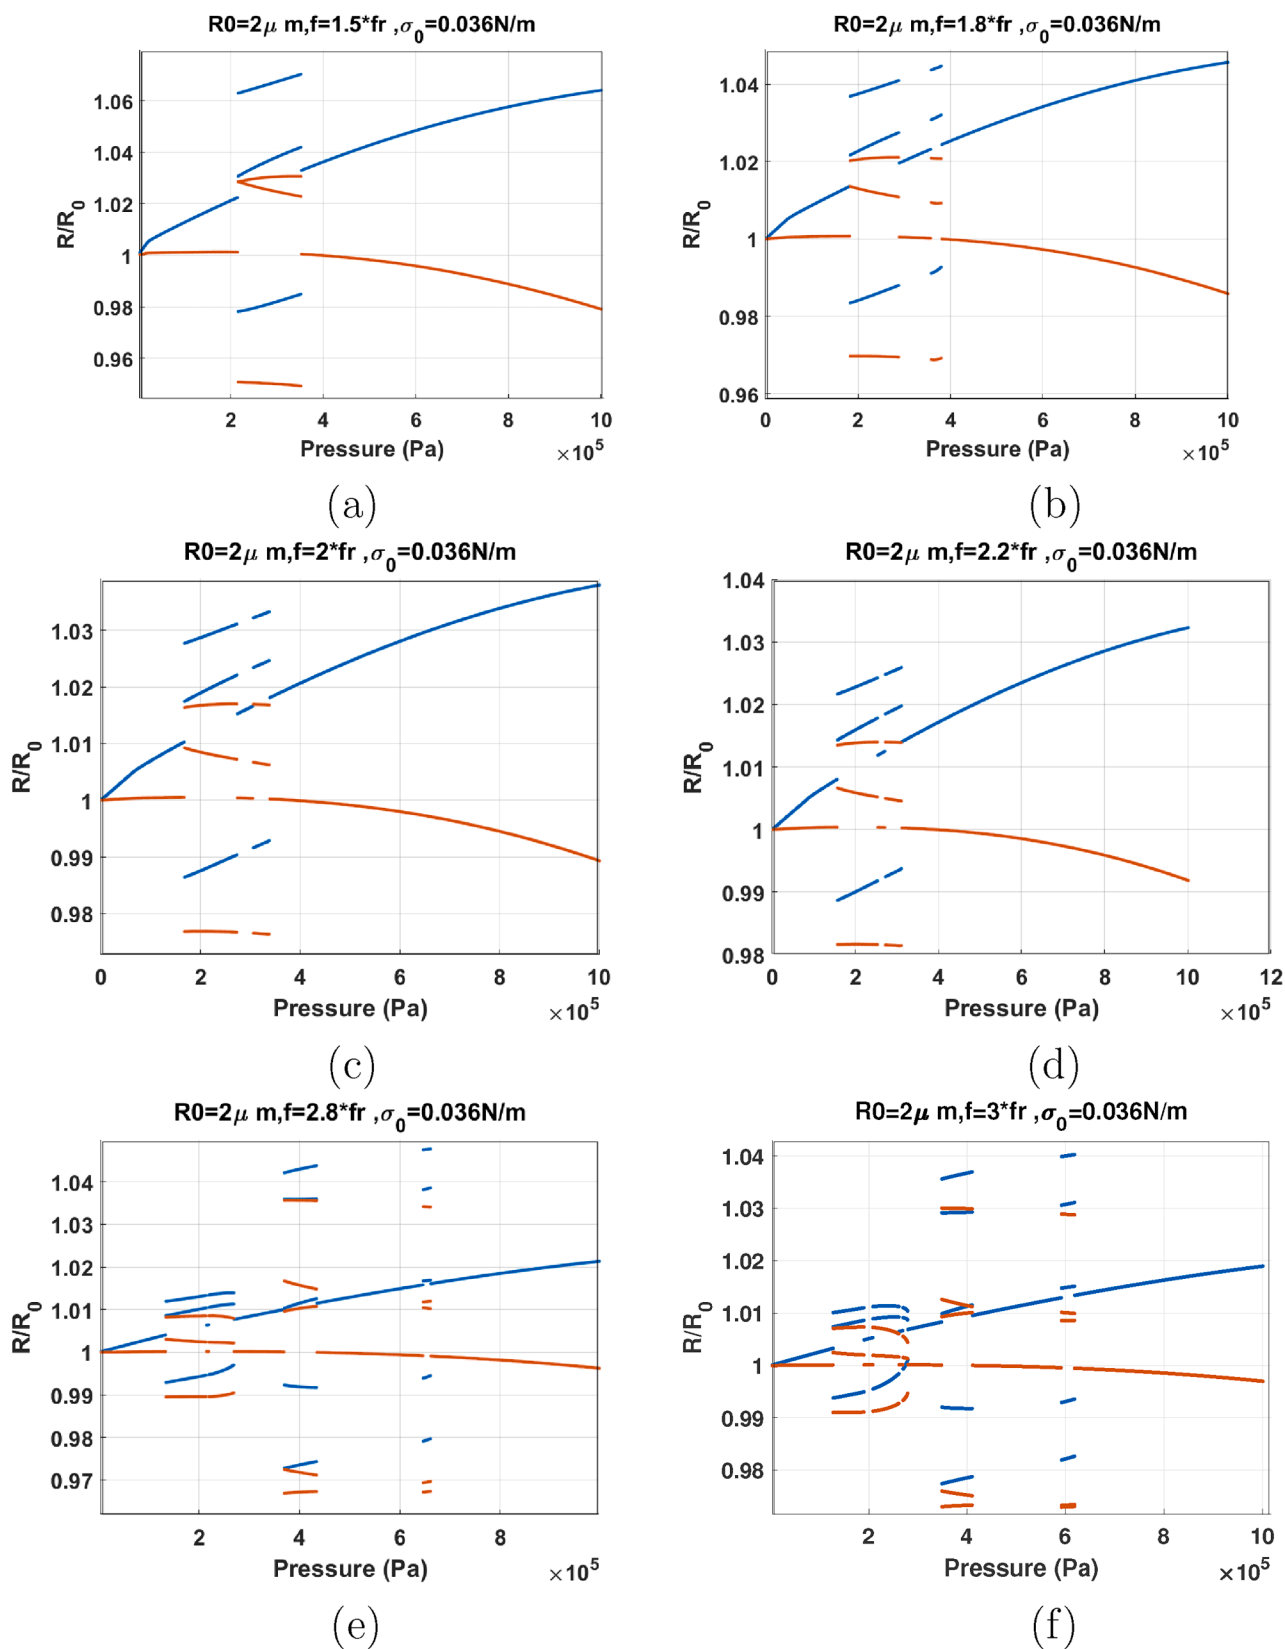 R0=2μ m,f=1.5*fr ,σ0=0.036N/m
R/R0
1.06
1.04
1.02
1
0.98
0.96
2 4 6 8 10
Pressure (Pa)
×10^5
(a)
R0=2μ m,f=1.8*fr ,σ0=0.036N/m
R/R0
1.04
1.02
1
0.98
0.96
0 2 4 6 8 10
Pressure (Pa)
×10^5
(b)
R0=2μ m,f=2*fr ,σ0=0.036N/m
R/R0
1.03
1.02
1.01
1
0.99
0.98
0 2 4 6 8 10
Pressure (Pa)
×10^5
(c)
R0=2μ m,f=2.2*fr ,σ0=0.036N/m
R/R0
1.04
1.03
1.02
1.01
1
0.99
0.98
0 2 4 6 8 10 12
Pressure (Pa)
×10^5
(d)
R0=2μ m,f=2.8*fr ,σ0=0.036N/m
R/R0
1.04
1.03
1.02
1.01
1
0.99
0.98
0.97
2 4 6 8 10
Pressure (Pa)
×10^5
(e)
R0=2μ m,f=3*fr ,σ0=0.036N/m
R/R0
1.04
1.03
1.02
1.01
1
0.99
0.98
2 4 6 8 10
Pressure (Pa)
×10^5
(f)